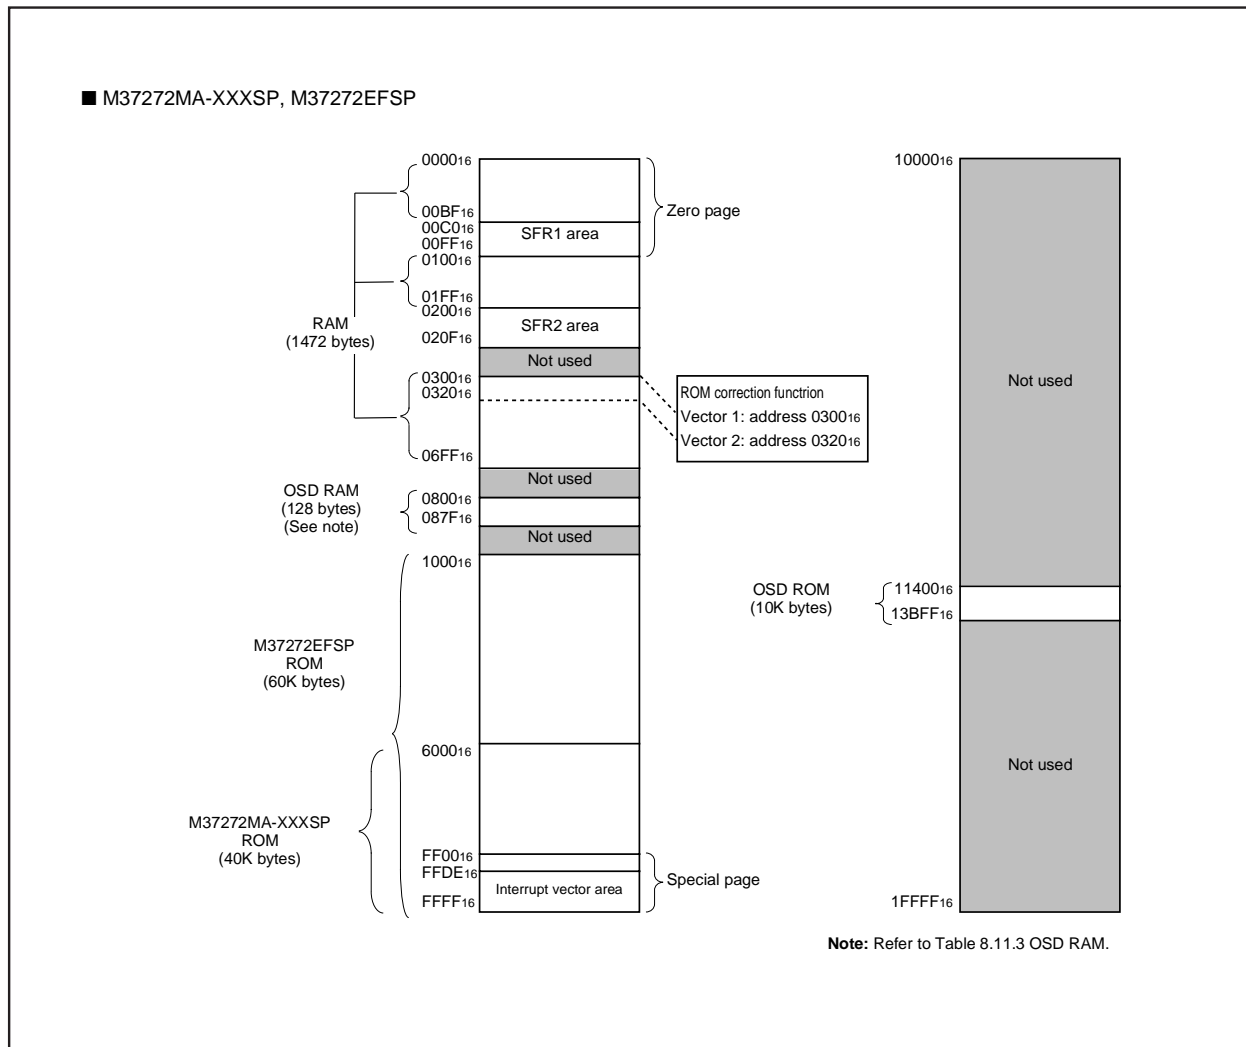 ■ M37272MA-XXXSP, M37272EFSP
000016
00BF16
00C016
00FF16
010016
01FF16
020016
020F16
030016
032016
06FF16
080016
087F16
100016
600016
FF0016
FFDE16
FFFF16
RAM
(1472 bytes)
OSD RAM
(128 bytes)
(See note)
M37272EFSP
ROM
(60K bytes)
M37272MA-XXXSP
ROM
(40K bytes)
SFR1 area
SFR2 area
Not used
Not used
Not used
Interrupt vector area
Zero page
ROM correction functrion
Vector 1: address 030016
Vector 2: address 032016
Special page
1000016
1140016
13BFF16
1FFFF16
OSD ROM
(10K bytes)
Not used
Not used
Note: Refer to Table 8.11.3 OSD RAM.